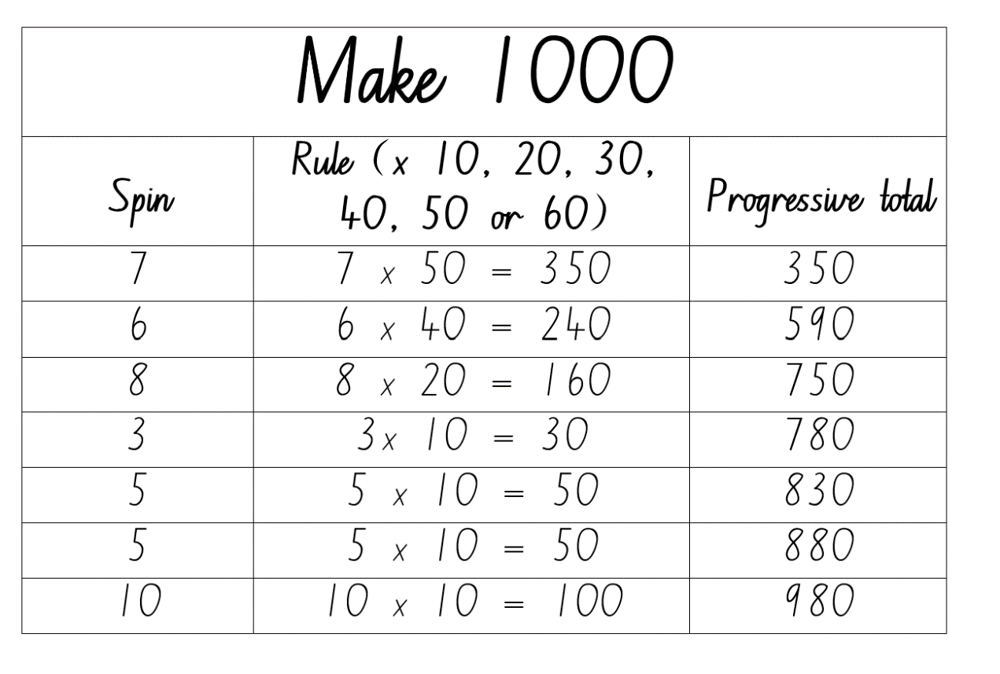 Make 1000
Spin
Rule (x 10, 20, 30,
40, 50 or 60)
Progressive total
7 7 x 50 = 350 350
6 6 x 40 = 240 590
8 8 x 20 = 160 750
3 3x 10 = 30 780
5 5 x 10 = 50 830
5 5 x 10 = 50 880
10 10 x 10 = 100 980